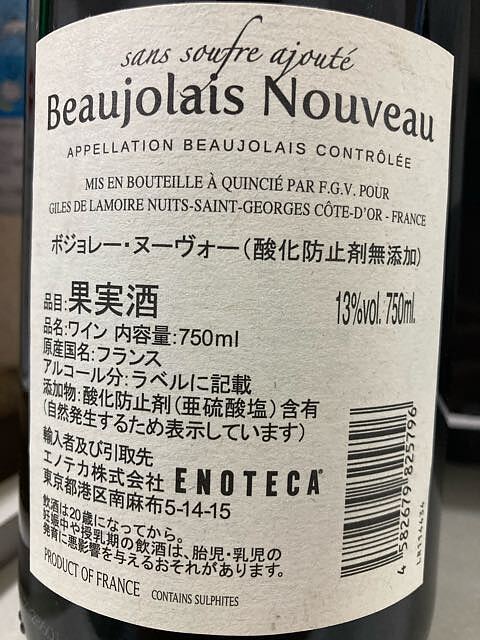 sans soufre ajouté
Beaujolais Nouveau
APPELLATION BEAUJOLAIS CONTRÔLÉE
MIS EN BOUTEILLE À QUINCIÉ PAR F.G.V. POUR
GILES DE LAMOIRE NUITS-SAINT-GEORGES CÔTE-D'OR - FRANCE
ボジョレー・ヌーヴォー(酸化防止剤無添加)
品目:果実酒 13%vol. 750ml.
品名:ワイン 内容量:750ml
原産国名:フランス
アルコール分:ラベルに記載
添加物:酸化防止剤(亜硫酸塩)含有
(自然発生するため表示しています)
輸入者及び引取先
エノテカ株式会社 ENOTECA
東京都港区南麻布5-14-15
飲酒は20歳になってから。
妊娠中や授乳期の飲酒は、胎児・乳児の
発育に悪影響を与えるおそれがあります。
PRODUCT OF FRANCE CONTAINS SULPHITES
4 582679 825796